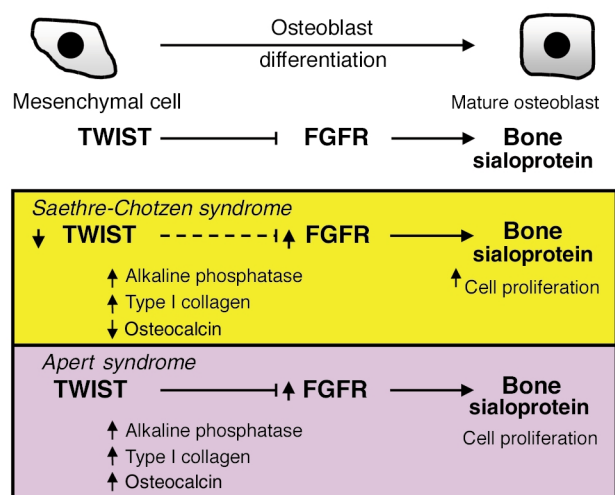 Osteoblast
differentiation
Mesenchymal cell
Mature osteoblast
TWIST FGFR Bone
sialoprotein
Saethre-Chotzen syndrome
TWIST FGFR Bone
sialoprotein
Alkaline phosphatase
Type I collagen
Osteocalcin
Cell proliferation
Apert syndrome
TWIST FGFR Bone
sialoprotein
Alkaline phosphatase
Type I collagen
Osteocalcin
Cell proliferation